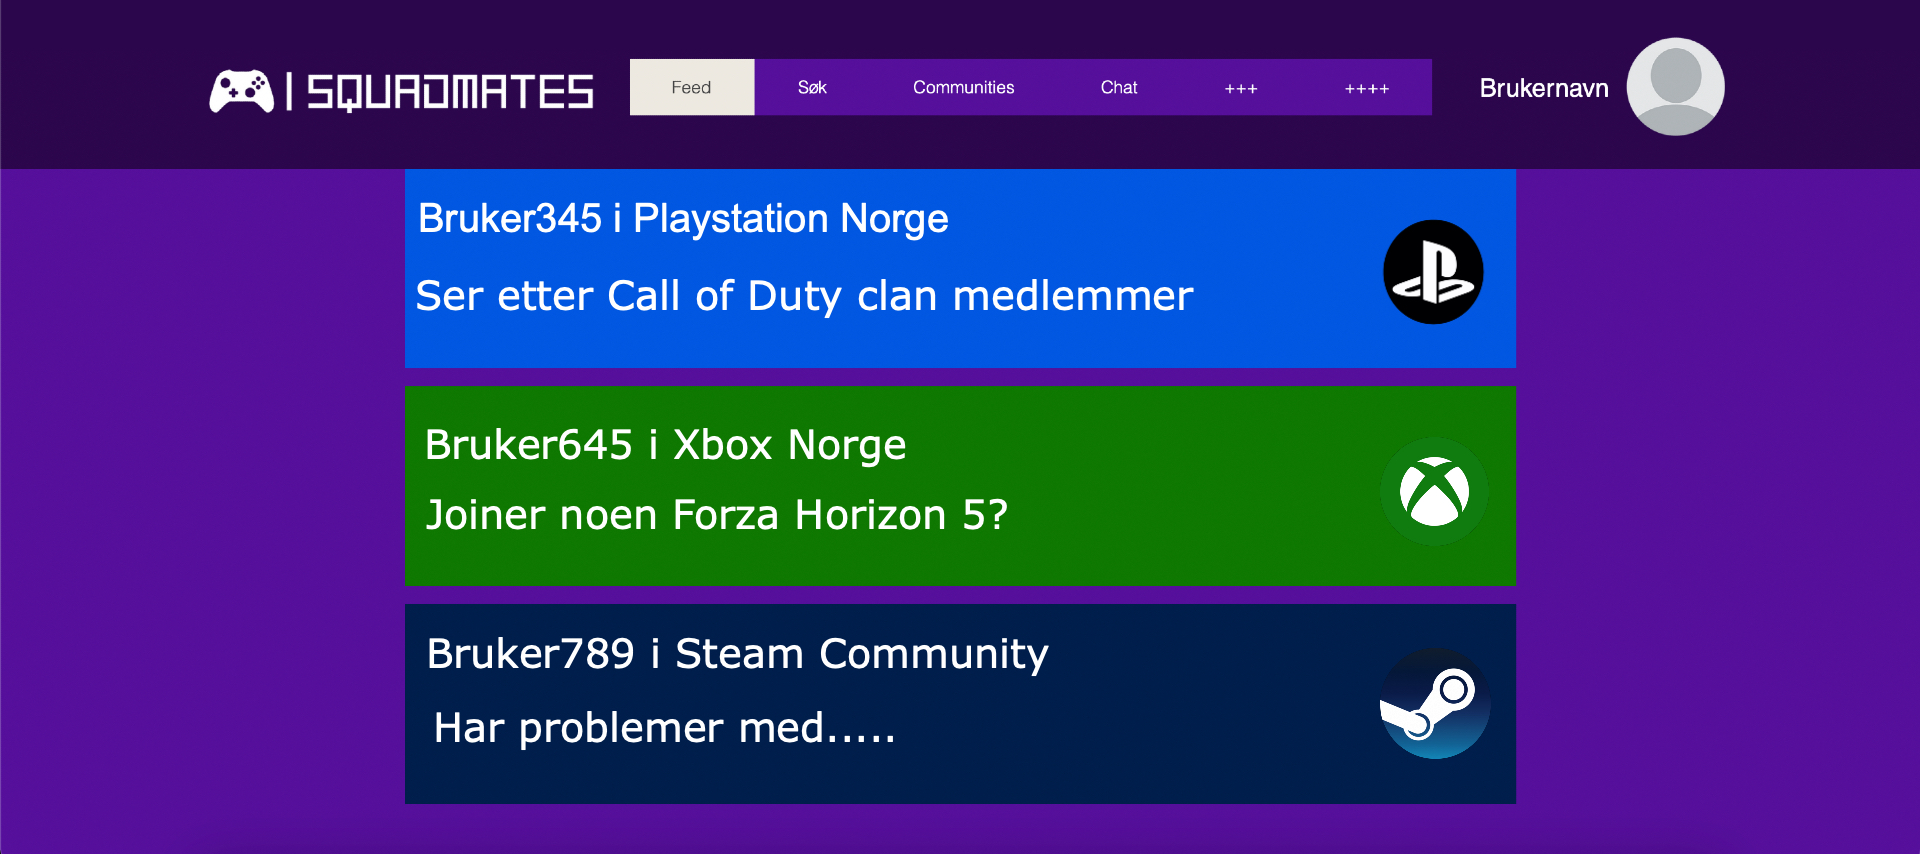 SQUADMATES
Feed
Søk
Communities
Chat
+++
++++
Brukernavn
Bruker345 i Playstation Norge
Ser etter Call of Duty clan medlemmer
Bruker645 i Xbox Norge
Joiner noen Forza Horizon 5?
Bruker789 i Steam Community
Har problemer med.....